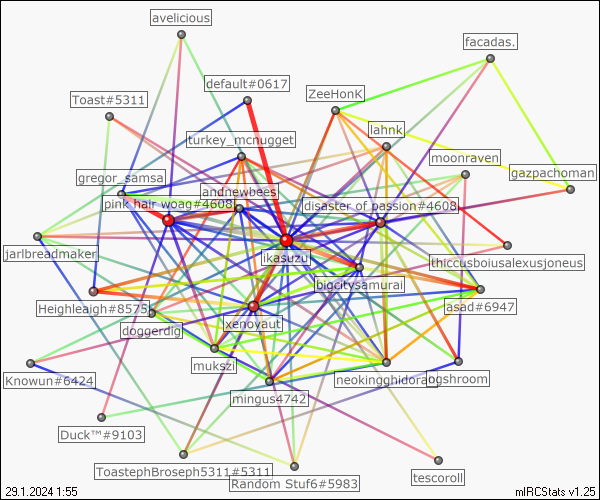 avelicious
facadas.
default#0617
ZeeHonK
Toast#5311
lahnk
turkey_mcnugget
moonraven
gazpachoman
gregor_samsa
andnewbees
pink hair woag#4608
disaster of passion#4608
jarlbreadmaker
ikasuzu
thiccusboiusalexusjoneus
bigcitysamurai
Heighleaigh#8575
asad#6947
doggerdig
xenovaut
mukszi
Knowun#6424
neokingghidorah
ogshroom
mingus4742
Duck™#9103
ToastephBroseph5311#5311
Random Stuf6#5983
tescoroll
29.1.2024 1:55
mIRCStats v1.25